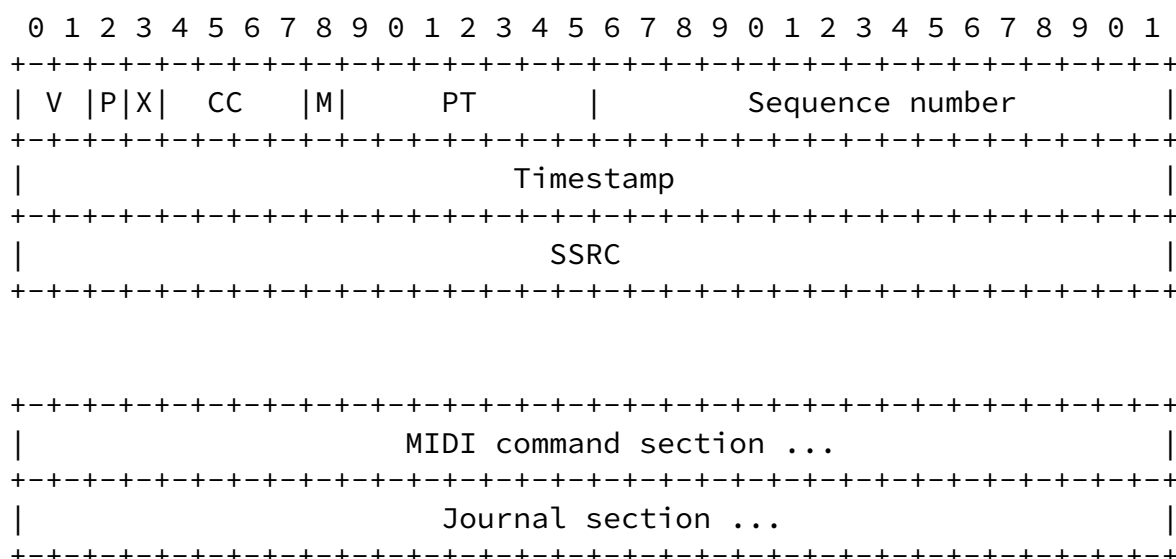 0 1 2 3 4 5 6 7 8 9 0 1 2 3 4 5 6 7 8 9 0 1 2 3 4 5 6 7 8 9 0 1
+-+-+-+-+-+-+-+-+-+-+-+-+-+-+-+-+-+-+-+-+-+-+-+-+-+-+-+-+-+-+-+-+
| V |P|X|  CC   |M|     PT      |        Sequence number        |
+-+-+-+-+-+-+-+-+-+-+-+-+-+-+-+-+-+-+-+-+-+-+-+-+-+-+-+-+-+-+-+-+
|                           Timestamp                           |
+-+-+-+-+-+-+-+-+-+-+-+-+-+-+-+-+-+-+-+-+-+-+-+-+-+-+-+-+-+-+-+-+
|                             SSRC                              |
+-+-+-+-+-+-+-+-+-+-+-+-+-+-+-+-+-+-+-+-+-+-+-+-+-+-+-+-+-+-+-+-+

+-+-+-+-+-+-+-+-+-+-+-+-+-+-+-+-+-+-+-+-+-+-+-+-+-+-+-+-+-+-+-+-+
|                     MIDI command section ...                  |
+-+-+-+-+-+-+-+-+-+-+-+-+-+-+-+-+-+-+-+-+-+-+-+-+-+-+-+-+-+-+-+-+
|                       Journal section ...                     |
+-+-+-+-+-+-+-+-+-+-+-+-+-+-+-+-+-+-+-+-+-+-+-+-+-+-+-+-+-+-+-+-+